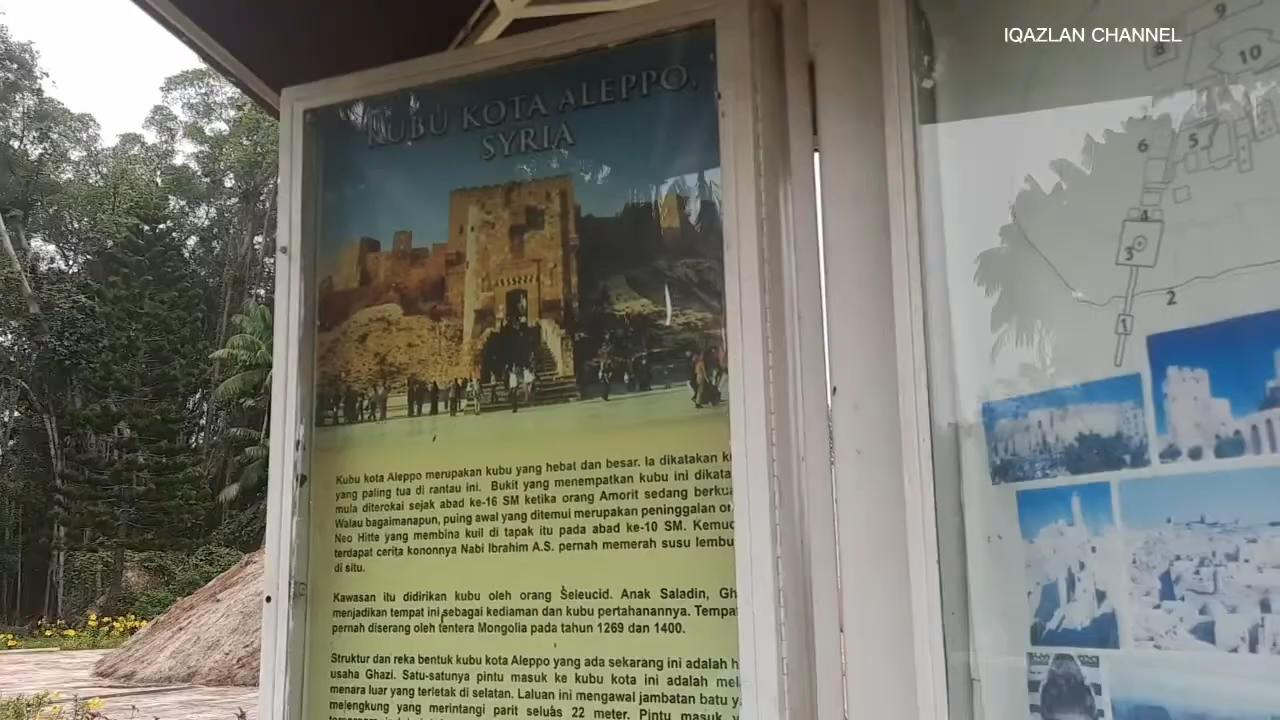 IQAZLAN CHANNEL
KUBU KOTA ALEPPO,
SYRIA
Kubu kota Aleppo merupakan kubu yang hebat dan besar. Ia dikatakan
yang paling tua di rantau ini. Bukit yang menempatkan kubu ini dikata
mula diterokai sejak abad ke-16 SM ketika orang Amorit sedang berkua
Walau bagaimanapun, puing awal yang ditemui merupakan peninggalan
Neo Hitte yang membina kuil di tapak itu pada abad ke-10 SM. Kemud
terdapat cerita kononnya Nabi Ibrahim A.S. pernah memerah susu lembu
di situ.
Kawasan itu didirikan kubu oleh orang Seleucid. Anak Saladin, Gh
menjadikan tempat ini sebagai kediaman dan kubu pertahanannya. Tempa
pernah diserang oleh tentera Mongolia pada tahun 1269 dan 1400.
Struktur dan reka bentuk kubu kota Aleppo yang ada sekarang ini adalah h
usaha Ghazi. Satu-satunya pintu masuk ke kubu kota ini adalah mel
menara luar yang terletak di selatan. Laluan ini mengawal jambatan batu y
melengkung yang merintangi parit seluas 22 meter. Pintu masuk
9
8
10
6
5
4
3
2
1